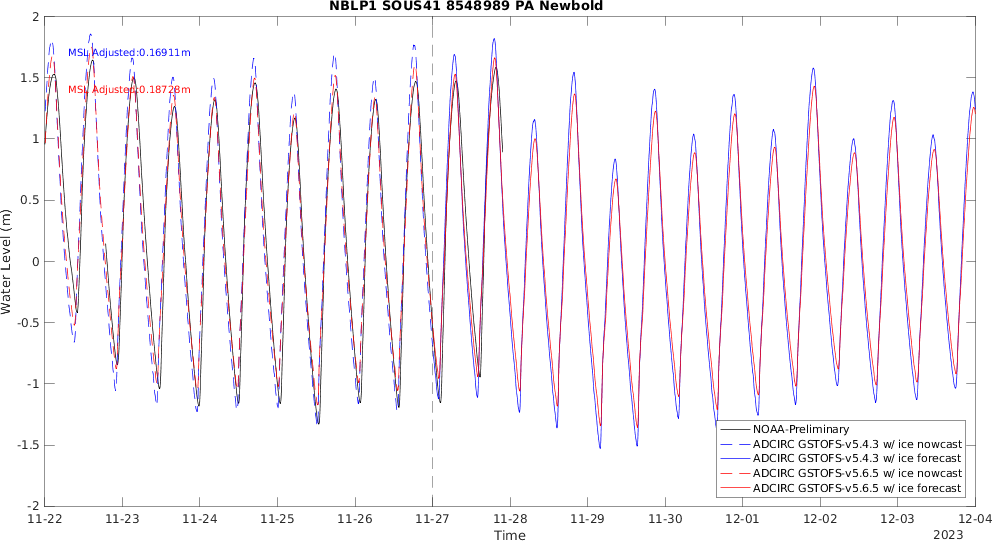 NBLP1 SOUS41 8548989 PA Newbold
2
1.5
1
0.5
0
-0.5
-1
-1.5
-2
Water Level (m)
MSL Adjusted:0.16911m
MSL Adjusted:0.18723m
NOAA-Preliminary
ADCIRC GSTOFS-v5.4.3 w/ ice nowcast
ADCIRC GSTOFS-v5.4.3 w/ ice forecast
ADCIRC GSTOFS-v5.6.5 w/ ice nowcast
ADCIRC GSTOFS-v5.6.5 w/ ice forecast
11-22 11-23 11-24 11-25 11-26 11-27 11-28 11-29 11-30 12-01 12-02 12-03 12-04
Time
2023